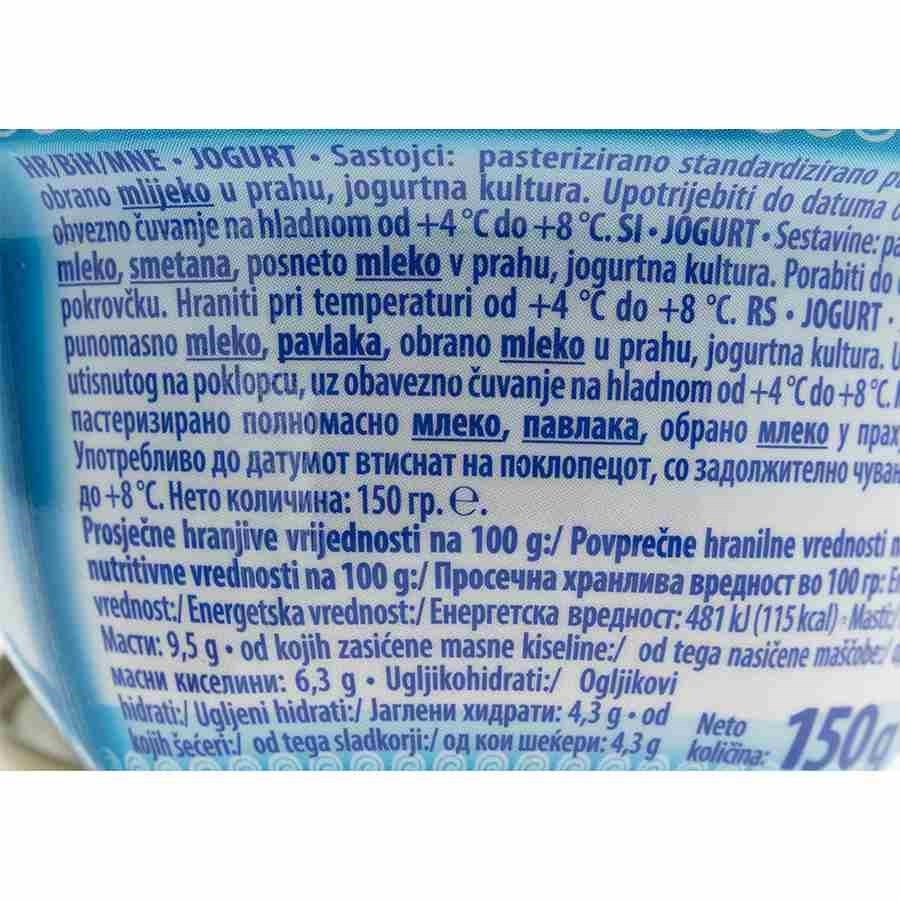 HR/BiH/MNE • JOGURT • Sastojci: pasterizirano standardizirano
obrano mlijeko u prahu, jogurtna kultura. Upotrijebiti do datuma
obvezno čuvanje na hladnom od +4 °C do +8 °C. SI • JOGURT • Sestavine:
mleko, smetana, posneto mleko v prahu, jogurtna kultura. Porabiti do
pokrovčku. Hraniti pri temperaturi od +4 °C do +8 °C. RS • JOGURT •
punomasno mleko, pavlaka, obrano mleko u prahu, jogurtna kultura.
utisnutog na poklopcu, uz obavezno čuvanje na hladnom od +4 °C do +8 °C.
пастеризирано полномасно млеко, павлака, обрано млеко у
Употребливо до датумот втиснат на поклопецот, со задолжително
до +8 °C. Нето количина: 150 гр. ℮.
Prosječne hranjive vrijednosti na 100 g:/ Povprečne hranilne vrednosti
nutritivne vrednosti na 100 g:/ Просечна хранлива вредност во 100 гр:
vrednost:/ Energetska vrednost:/ Енергетска вредност: 481 kJ (115 kcal) • Masti:/
Масти: 9,5 g • od kojih zasićene masne kiseline:/ od tega nasičene maščobe:/
масни киселини: 6,3 g • Ugljikohidrati:/ Ogljikovi
hidrati:/ Ugljeni hidrati:/ Јаглени хидрати: 4,3 g • od
kojih šećeri:/ od tega sladkorji:/ од кои шеќери: 4,3 g
Neto
količina: 150g